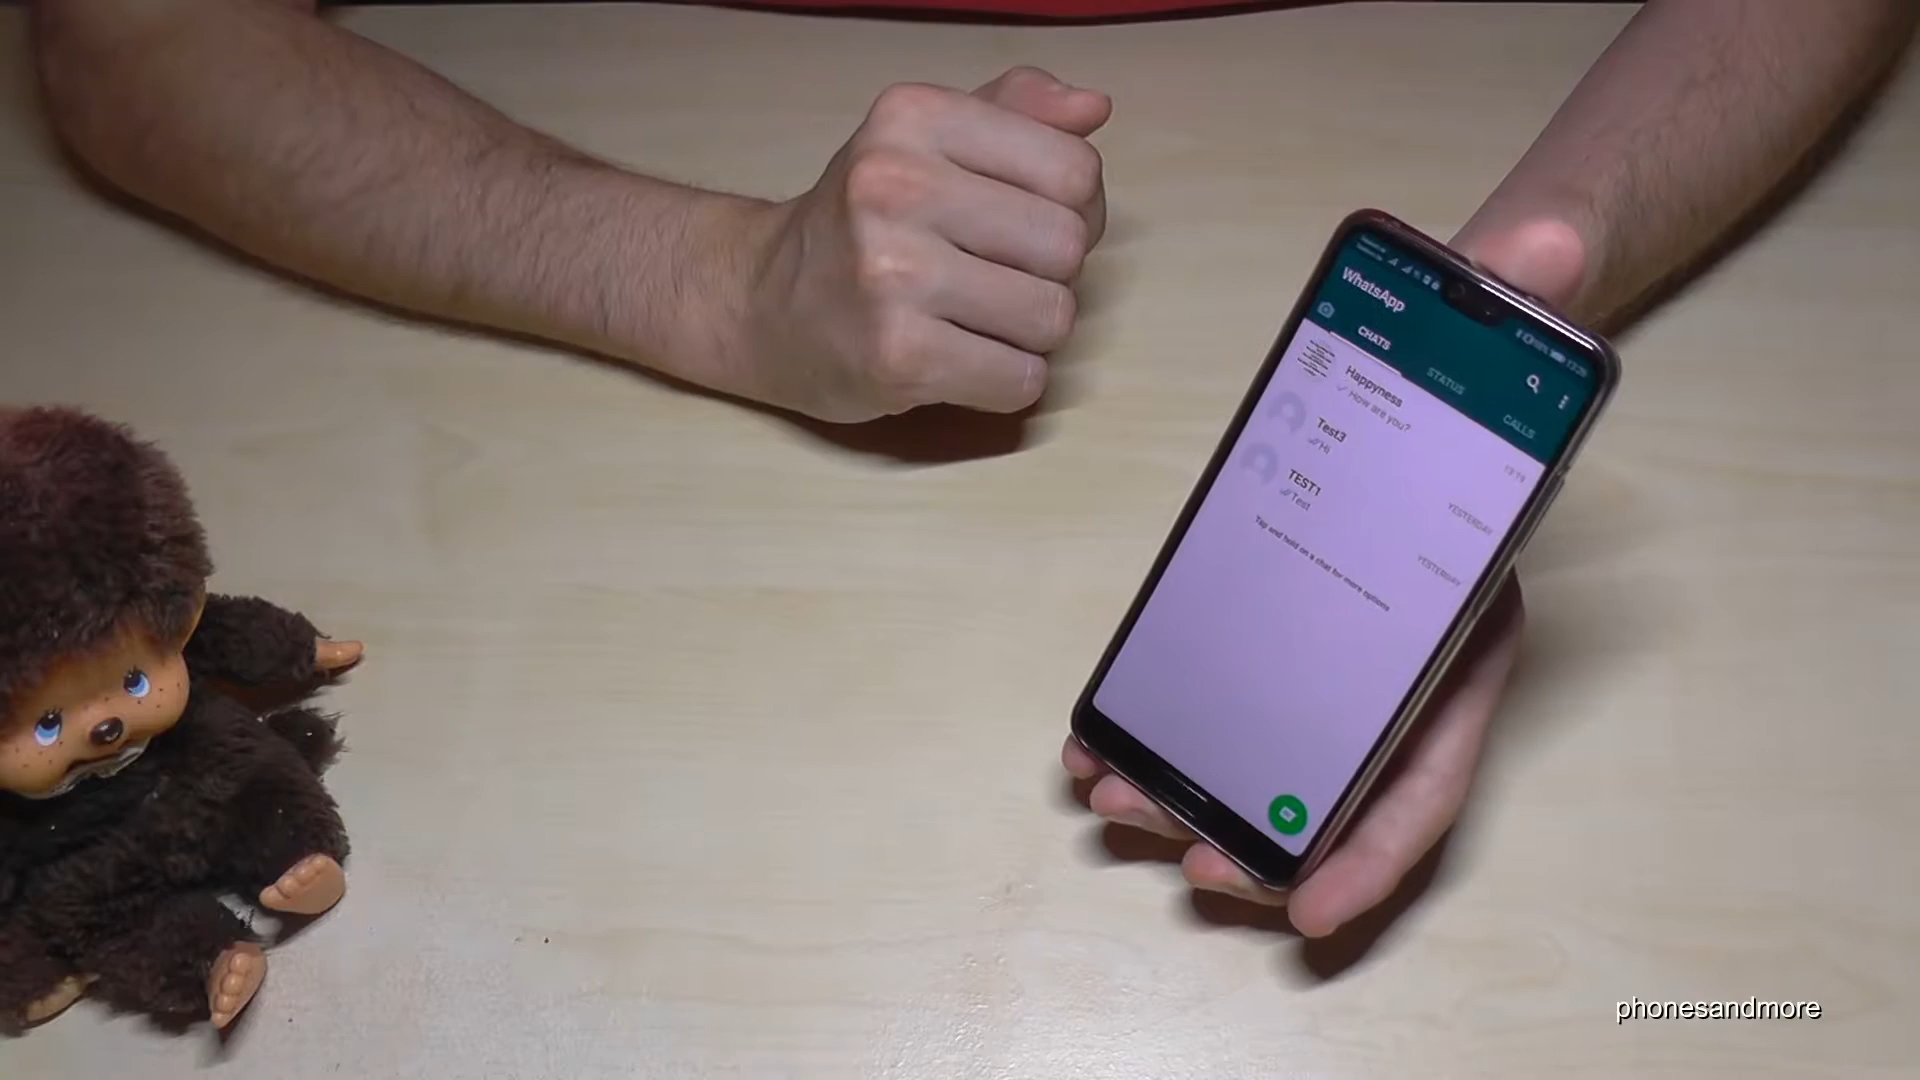 WhatsApp
CHATS
STATUS
CALLS
Happyness
How are you?
Test3
Hi
YESTERDAY
TEST1
Test
YESTERDAY
Tap and hold on a chat for more options
phonesandmore